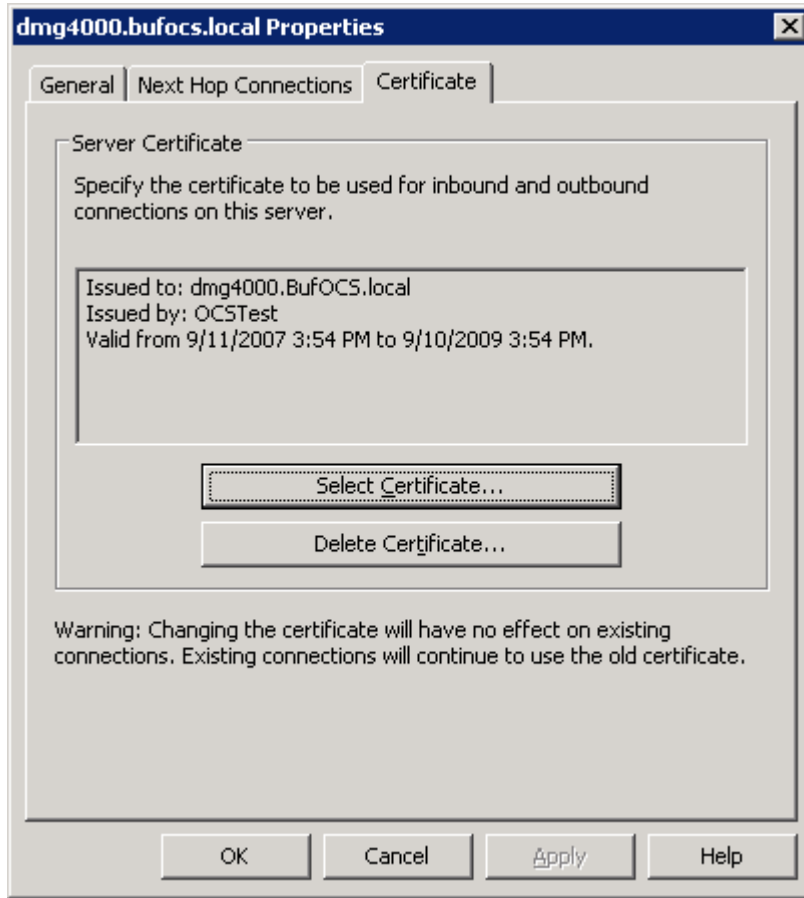 dmg4000.bufocs.local Properties
General
Next Hop Connections
Certificate
Server Certificate
Specify the certificate to be used for inbound and outbound
connections on this server.
Issued to: dmg4000.BufOCS.local
Issued by: OCSTest
Valid from 9/11/2007 3:54 PM to 9/10/2009 3:54 PM.
Select Certificate...
Delete Certificate...
Warning: Changing the certificate will have no effect on existing
connections. Existing connections will continue to use the old certificate.
OK
Cancel
Apply
Help